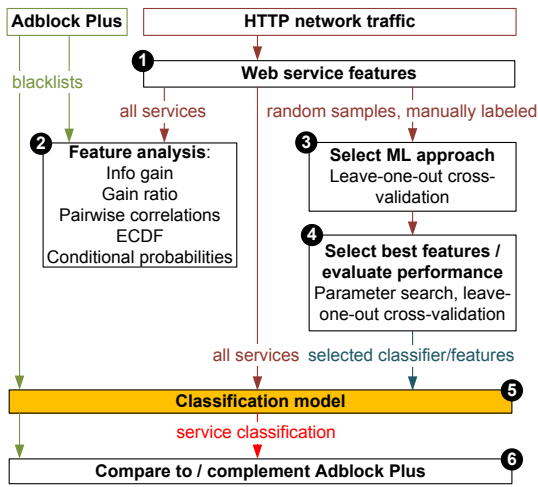 Adblock Plus
HTTP network traffic
1
Web service features
blacklists
all services
random samples, manually labeled
2
Feature analysis:
Info gain
Gain ratio
Pairwise correlations
ECDF
Conditional probabilities
3
Select ML approach
Leave-one-out cross-
validation
4
Select best features /
evaluate performance
Parameter search, leave-
one-out cross-validation
all services
selected classifier/features
5
Classification model
service classification
6
Compare to / complement Adblock Plus